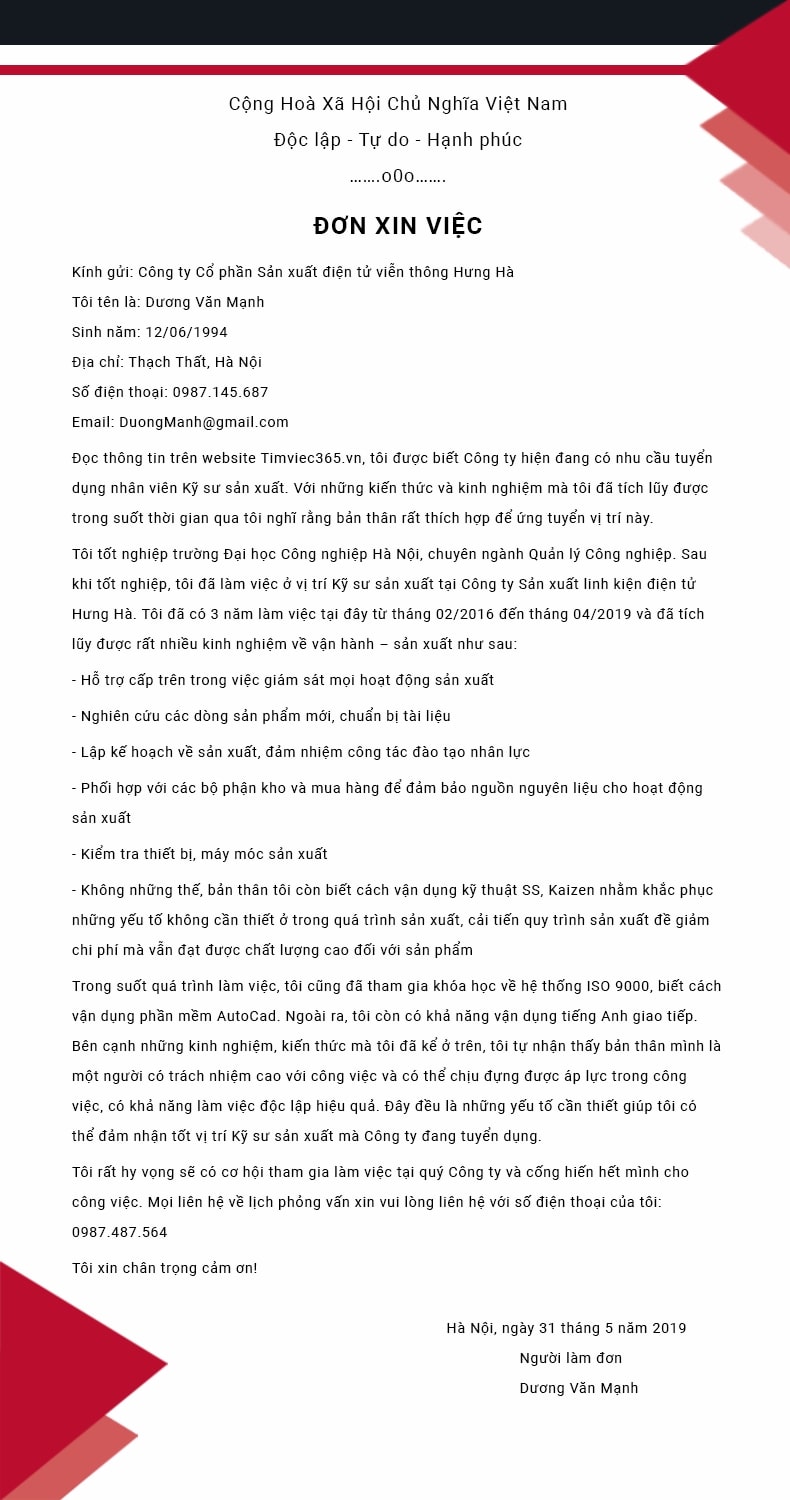 Cộng Hoà Xã Hội Chủ Nghĩa Việt Nam
Độc lập - Tự do - Hạnh phúc
…….o0o…….
ĐƠN XIN VIỆC
Kính gửi: Công ty Cổ phần Sản xuất điện tử viễn thông Hưng Hà
Tôi tên là: Dương Văn Mạnh
Sinh năm: 12/06/1994
Địa chỉ: Thạch Thất, Hà Nội
Số điện thoại: 0987.145.687
Email: DuongManh@gmail.com
Đọc thông tin trên website Timviec365.vn, tôi được biết Công ty hiện đang có nhu cầu tuyển
dụng nhân viên Kỹ sư sản xuất. Với những kiến thức và kinh nghiệm mà tôi đã tích lũy được
trong suốt thời gian qua tôi nghĩ rằng bản thân rất thích hợp để ứng tuyển vị trí này.
Tôi tốt nghiệp trường Đại học Công nghiệp Hà Nội, chuyên ngành Quản lý Công nghiệp. Sau
khi tốt nghiệp, tôi đã làm việc ở vị trí Kỹ sư sản xuất tại Công ty Sản xuất linh kiện điện tử
Hưng Hà. Tôi đã có 3 năm làm việc tại đây từ tháng 02/2016 đến tháng 04/2019 và đã tích
lũy được rất nhiều kinh nghiệm về vận hành – sản xuất như sau:
- Hỗ trợ cấp trên trong việc giám sát mọi hoạt động sản xuất
- Nghiên cứu các dòng sản phẩm mới, chuẩn bị tài liệu
- Lập kế hoạch về sản xuất, đảm nhiệm công tác đào tạo nhân lực
- Phối hợp với các bộ phận kho và mua hàng để đảm bảo nguồn nguyên liệu cho hoạt động
sản xuất
- Kiểm tra thiết bị, máy móc sản xuất
- Không những thế, bản thân tôi còn biết cách vận dụng kỹ thuật SS, Kaizen nhằm khắc phục
những yếu tố không cần thiết ở trong quá trình sản xuất, cải tiến quy trình sản xuất đề giảm
chi phí mà vẫn đạt được chất lượng cao đối với sản phẩm
Trong suốt quá trình làm việc, tôi cũng đã tham gia khóa học về hệ thống ISO 9000, biết cách
vận dụng phần mềm AutoCad. Ngoài ra, tôi còn có khả năng vận dụng tiếng Anh giao tiếp.
Bên cạnh những kinh nghiệm, kiến thức mà tôi đã kể ở trên, tôi tự nhận thấy bản thân mình là
một người có trách nhiệm cao với công việc và có thể chịu đựng được áp lực trong công
việc, có khả năng làm việc độc lập hiệu quả. Đây đều là những yếu tố cần thiết giúp tôi có
thể đảm nhận tốt vị trí Kỹ sư sản xuất mà Công ty đang tuyển dụng.
Tôi rất hy vọng sẽ có cơ hội tham gia làm việc tại quý Công ty và cống hiến hết mình cho
công việc. Mọi liên hệ về lịch phỏng vấn xin vui lòng liên hệ với số điện thoại của tôi:
0987.487.564
Tôi xin chân trọng cảm ơn!
Hà Nội, ngày 31 tháng 5 năm 2019
Người làm đơn
Dương Văn Mạnh